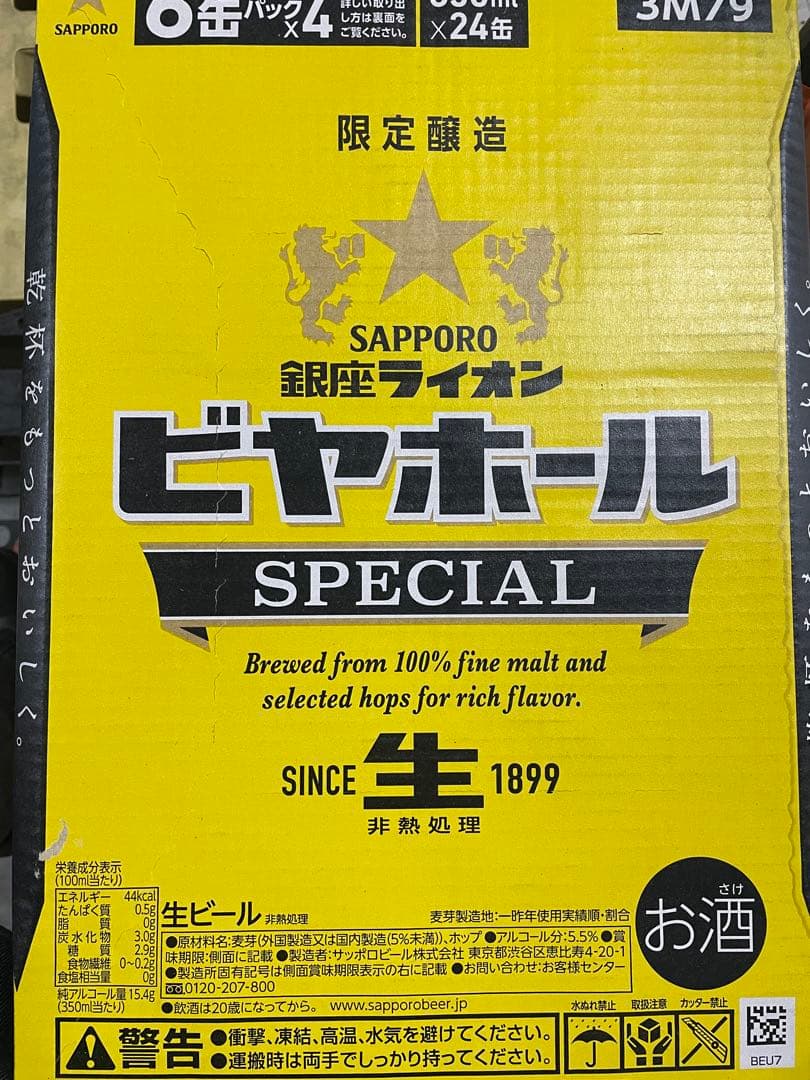 SAPPORO
6缶パック×4
詳しい取り出
し方は裏面を
ご覧ください。
350ml
×24缶
3M79
限定醸造
SAPPORO
銀座ライオン
ビヤホール
SPECIAL
Brewed from 100% fine malt and
selected hops for rich flavor.
SINCE 生 1899
非熱処理
乾杯をもっとおいしく。
栄養成分表示
(100ml当たり)
エネルギー 44kcal
たんぱく質 0.5g
脂質 0g
炭水化物 3.0g
糖質 2.9g
食物繊維 0~0.2g
食塩相当量 0g
純アルコール量 15.4g
(350ml当たり)
生ビール 非熱処理
麦芽製造地:一昨年使用実績順・割合
●原材料名:麦芽(外国製造又は国内製造(5%未満))、ホップ ●アルコール分:5.5% ●賞
味期限:側面に記載 ●製造者:サッポロビール株式会社 東京都渋谷区恵比寿4-20-1
●製造所固有記号は側面賞味期限表示の右に記載 ●お問い合わせ:お客様センター
0120-207-800
●飲酒は20歳になってから。 www.sapporobeer.jp
さけ
お酒
警告
●衝撃、凍結、高温、水気を避けてください。
●運搬時は両手でしっかり持ってください。
水ぬれ禁止 取扱注意 カッター禁止
BEU7